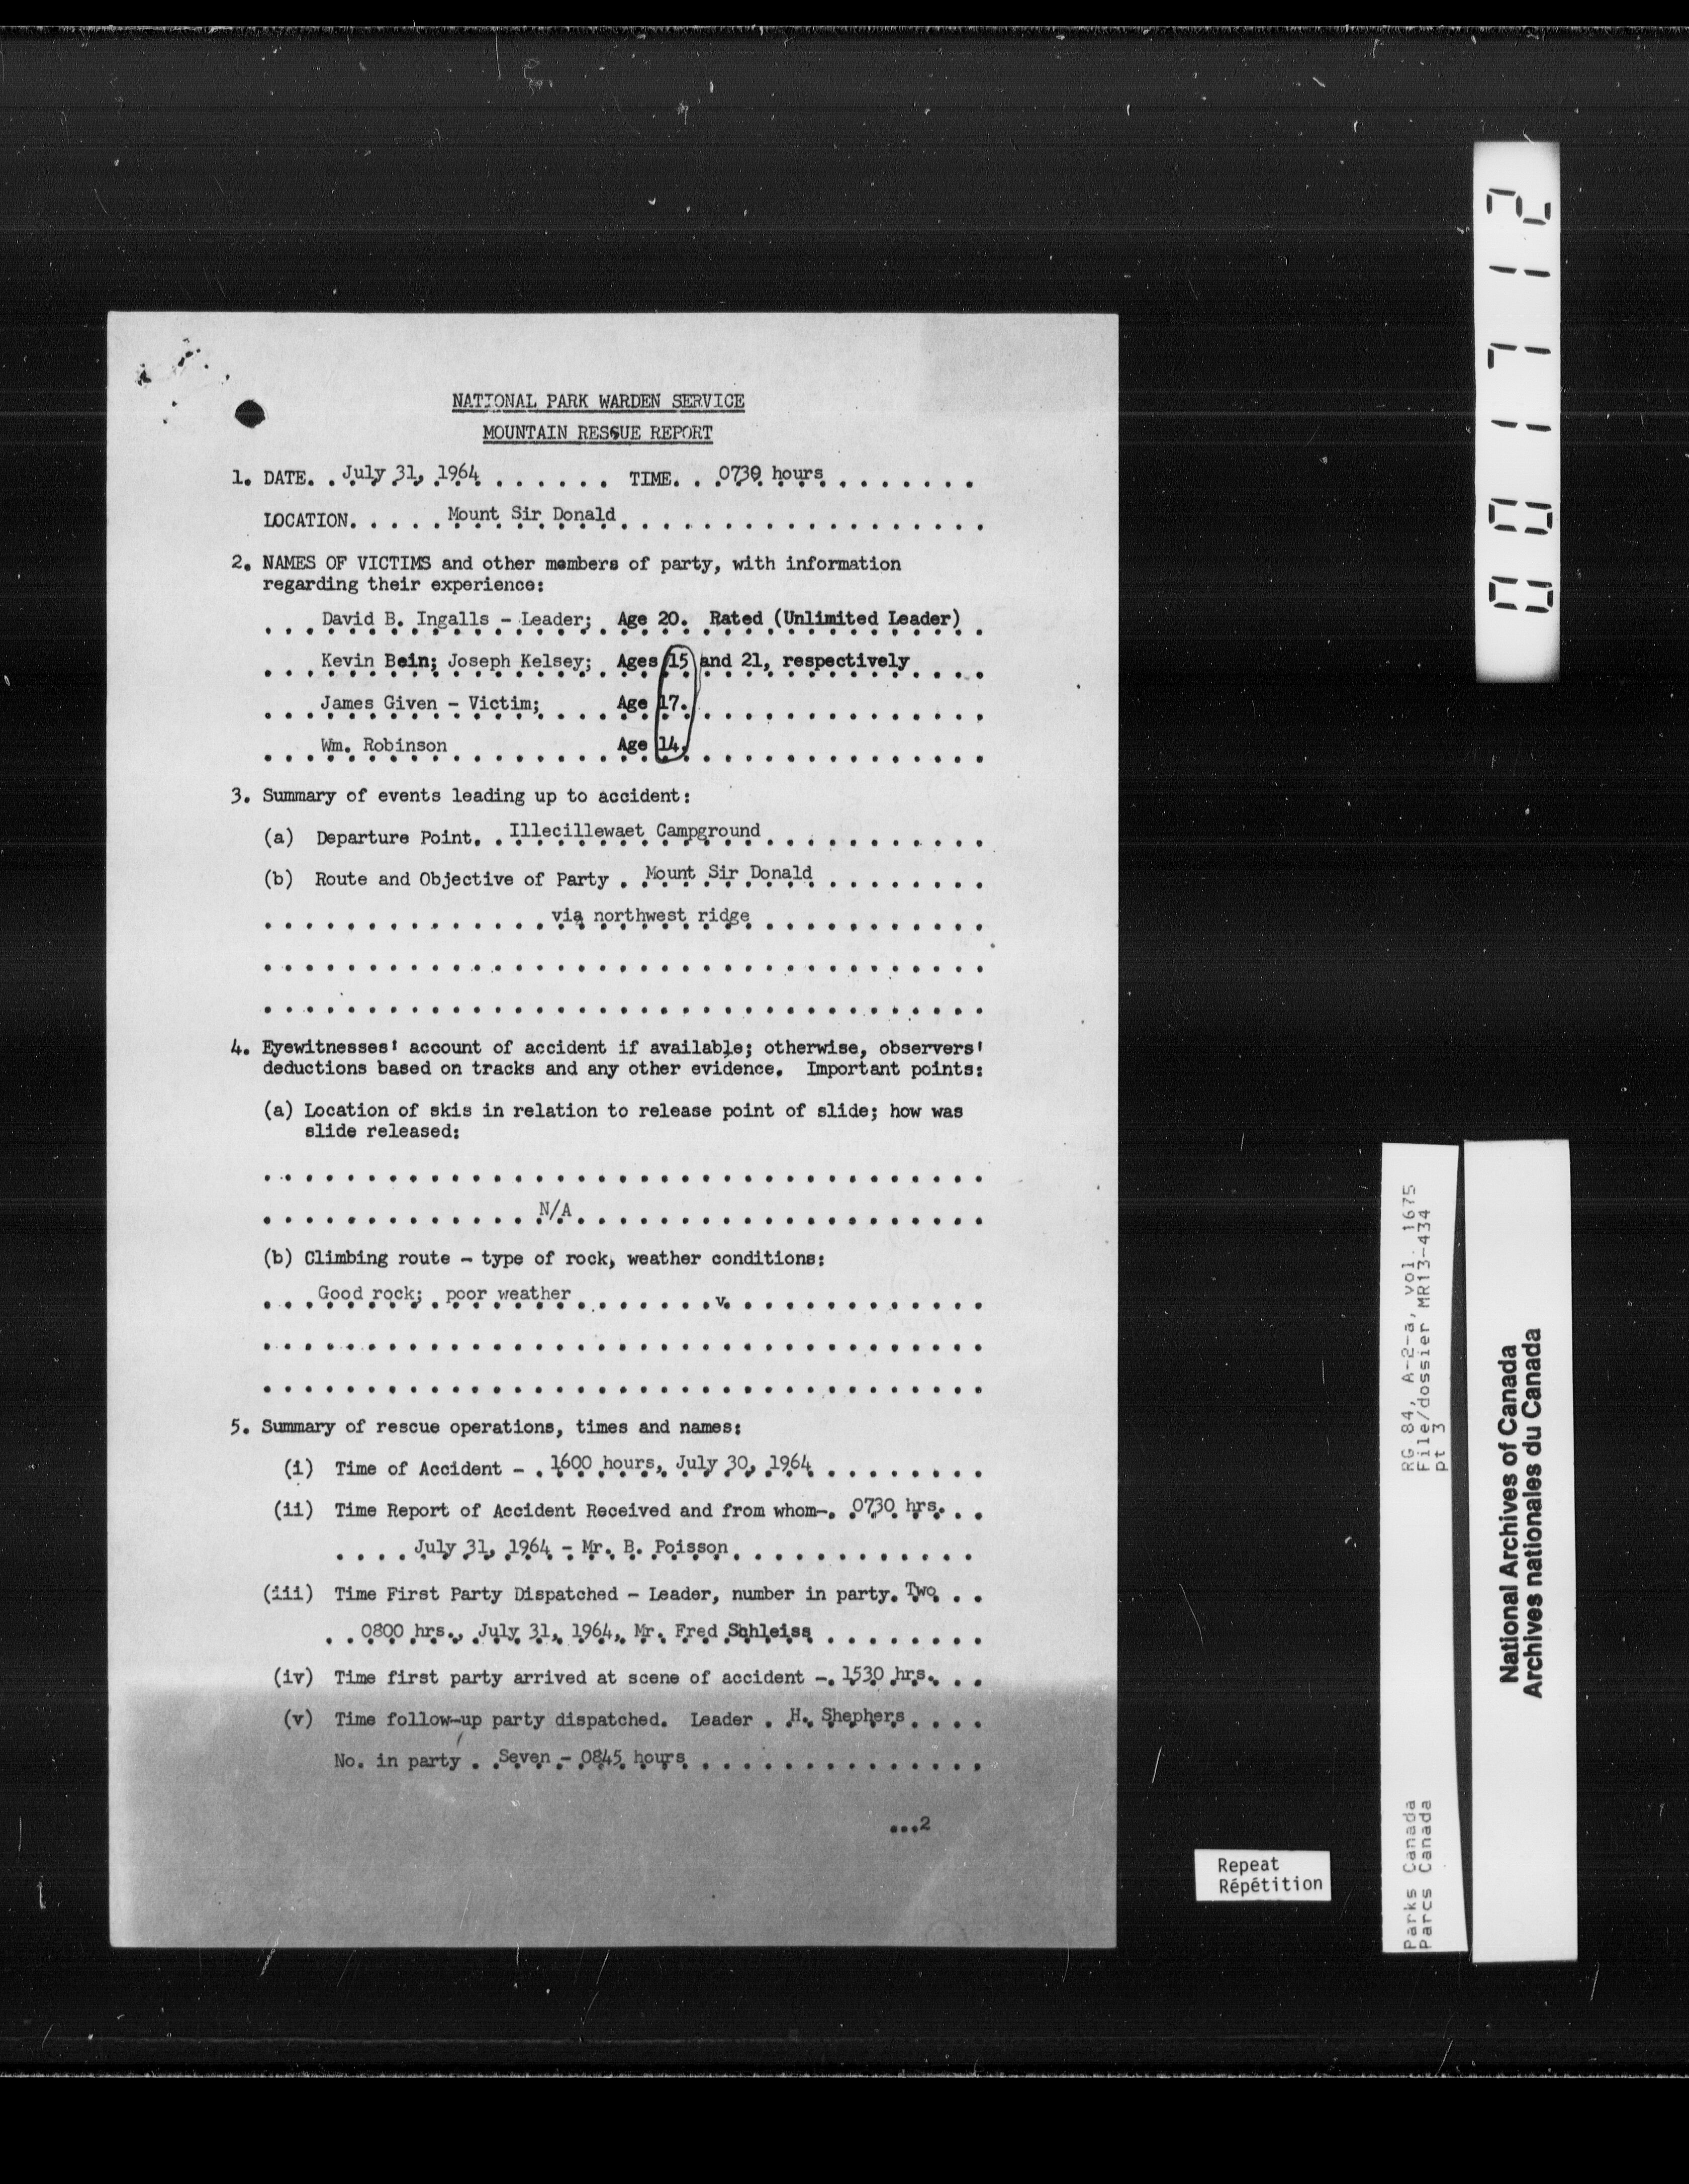 NATIONAL PARK WARDEN SERVICE
MOUNTAIN RESCUE REPORT
1. DATE. . July 31, 1964 . . . . . . TIME. . . 0730 hours . . . . . . . .
LOCATION. . . . . Mount Sir Donald . . . . . . . . . . . . . . . . . .
2. NAMES OF VICTIMS and other members of party, with information
regarding their experience:
. . . David B. Ingalls - Leader; Age 20. Rated (Unlimited Leader) .
. . . Kevin Bein; Joseph Kelsey; Ages 15 and 21, respectively . . .
. . . James Given - Victim; . . . Age 17. . . . . . . . . . . . . . .
. . . Wm. Robinson . . . . . . . . Age 14. . . . . . . . . . . . . . .
3. Summary of events leading up to accident:
(a) Departure Point. . Illecillewaet Campground . . . . . . . . . . .
(b) Route and Objective of Party . Mount Sir Donald . . . . . . . .
. . . . . . . . . . . . . . via northwest ridge . . . . . . . . . . .
4. Eyewitnesses' account of accident if available; otherwise, observers'
deductions based on tracks and any other evidence. Important points:
(a) Location of skis in relation to release point of slide; how was
slide released:
. . . . . . . . . . . . . N/A . . . . . . . . . . . . . . . . . . . .
(b) Climbing route - type of rock, weather conditions:
. . . Good rock; poor weather . . . . . . . v. . . . . . . . . . . . .
5. Summary of rescue operations, times and names:
(i) Time of Accident - . 1600 hours, July 30, 1964 . . . . . . . .
(ii) Time Report of Accident Received and from whom-. 0730 hrs. . .
. . . . July 31, 1964 - Mr. B. Poisson . . . . . . . . . . . .
(iii) Time First Party Dispatched - Leader, number in party. Two . .
. . 0800 hrs., July 31, 1964, Mr. Fred Schleiss . . . . . . . .
(iv) Time first party arrived at scene of accident -. 1530 hrs. . .
(v) Time follow-up party dispatched. Leader . H. Shephers . . . .
No. in party . . Seven - 0845 hours . . . . . . . . . . . . . .
...2
001712
RG 84, A-2-a, vol. 1675
File/dossier MR13-434
pt 3
Parks Canada
Parcs Canada
National Archives of Canada
Archives nationales du Canada
Repeat
Répétition